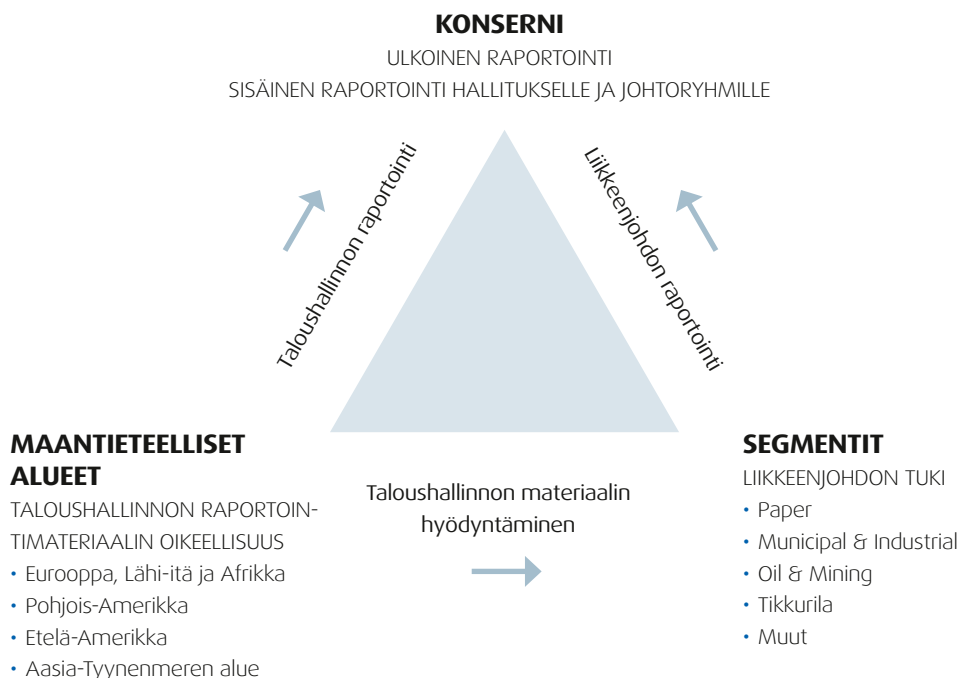 KONSERNI
ULKOINEN RAPORTOINTI
SISÄINEN RAPORTOINTI HALLITUKSELLE JA JOHTORYHMILLE
Taloushallinnon raportointi
Liikkeenjohdon raportointi
MAANTIETEELLISET
ALUEET
TALOUSHALLINNON RAPORTOIN-
TIMATERIAALIN OIKEELLISUUS
• Eurooppa, Lähi-itä ja Afrikka
• Pohjois-Amerikka
• Etelä-Amerikka
• Aasia-Tyynenmeren alue
Taloushallinnon materiaalin
hyödyntäminen
SEGMENTIT
LIIKKEENJOHDON TUKI
• Paper
• Municipal & Industrial
• Oil & Mining
• Tikkurila
• Muut